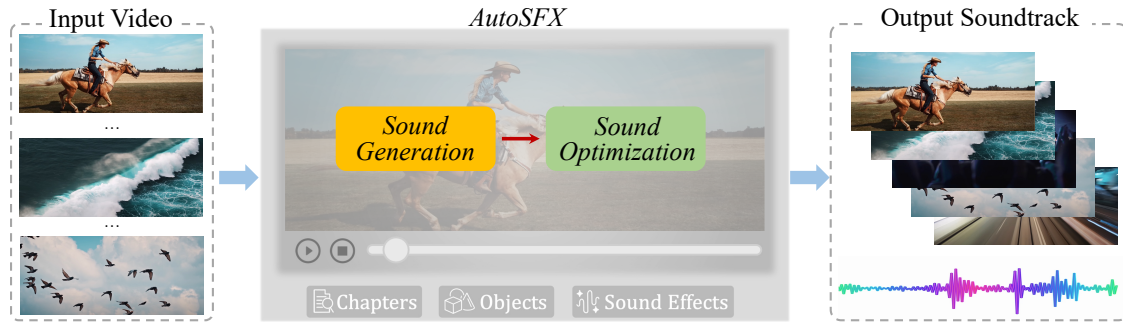 Input Video
...
...
AutoSFX
Sound
Generation
Sound
Optimization
Chapters
Objects
Sound Effects
Output Soundtrack